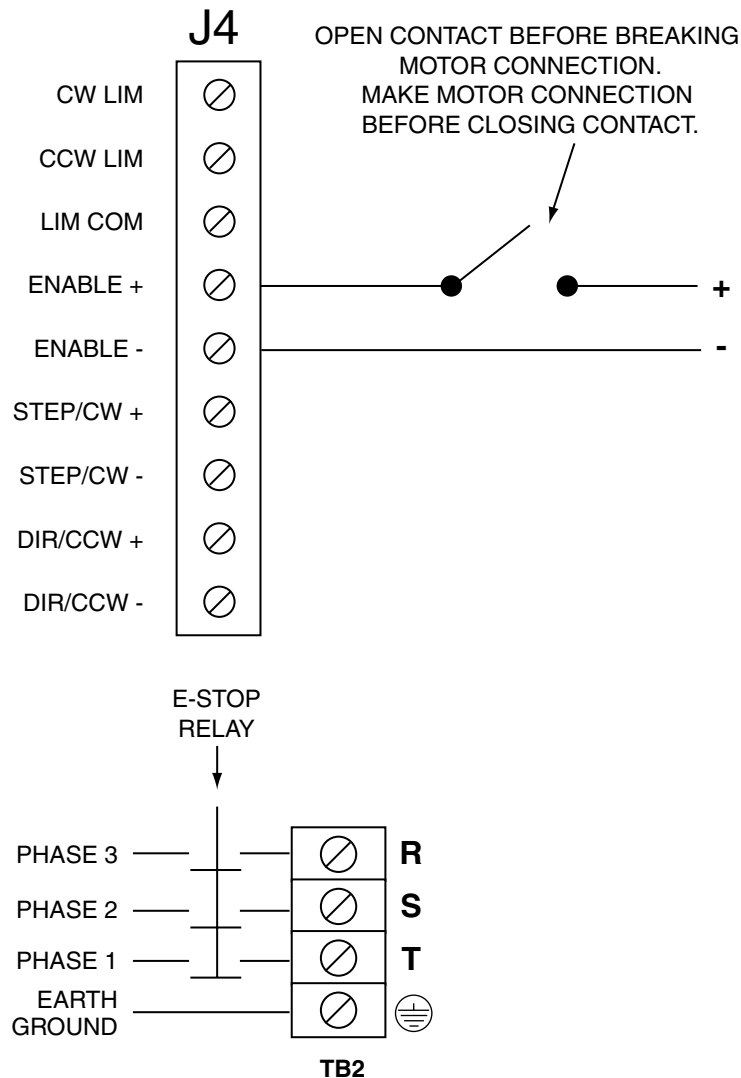 J4
OPEN CONTACT BEFORE BREAKING
MOTOR CONNECTION.
MAKE MOTOR CONNECTION
BEFORE CLOSING CONTACT.
CW LIM
CCW LIM
LIM COM
ENABLE +
+
ENABLE -
-
STEP/CW +
STEP/CW -
DIR/CCW +
DIR/CCW -
E-STOP
RELAY
PHASE 3
R
PHASE 2
S
PHASE 1
T
EARTH
GROUND
TB2